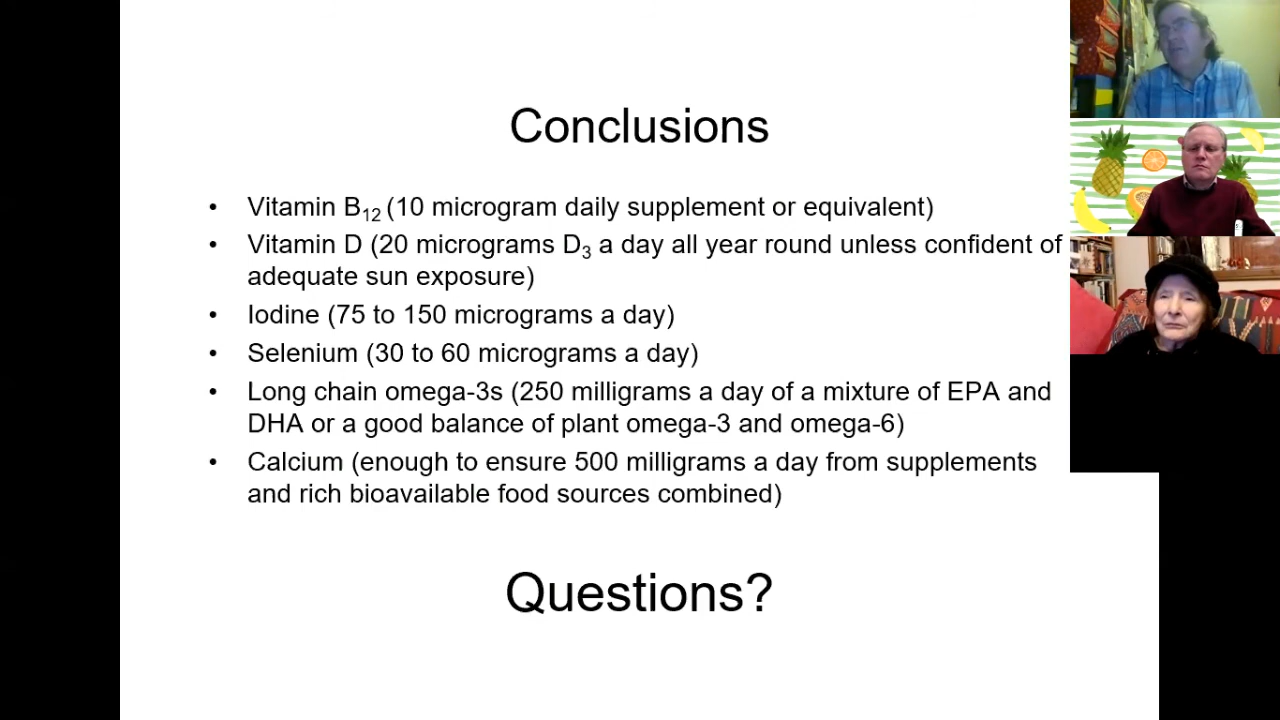 Conclusions
• Vitamin B₁₂ (10 microgram daily supplement or equivalent)
• Vitamin D (20 micrograms D₃ a day all year round unless confident of
adequate sun exposure)
• Iodine (75 to 150 micrograms a day)
• Selenium (30 to 60 micrograms a day)
• Long chain omega-3s (250 milligrams a day of a mixture of EPA and
DHA or a good balance of plant omega-3 and omega-6)
• Calcium (enough to ensure 500 milligrams a day from supplements
and rich bioavailable food sources combined)
Questions?